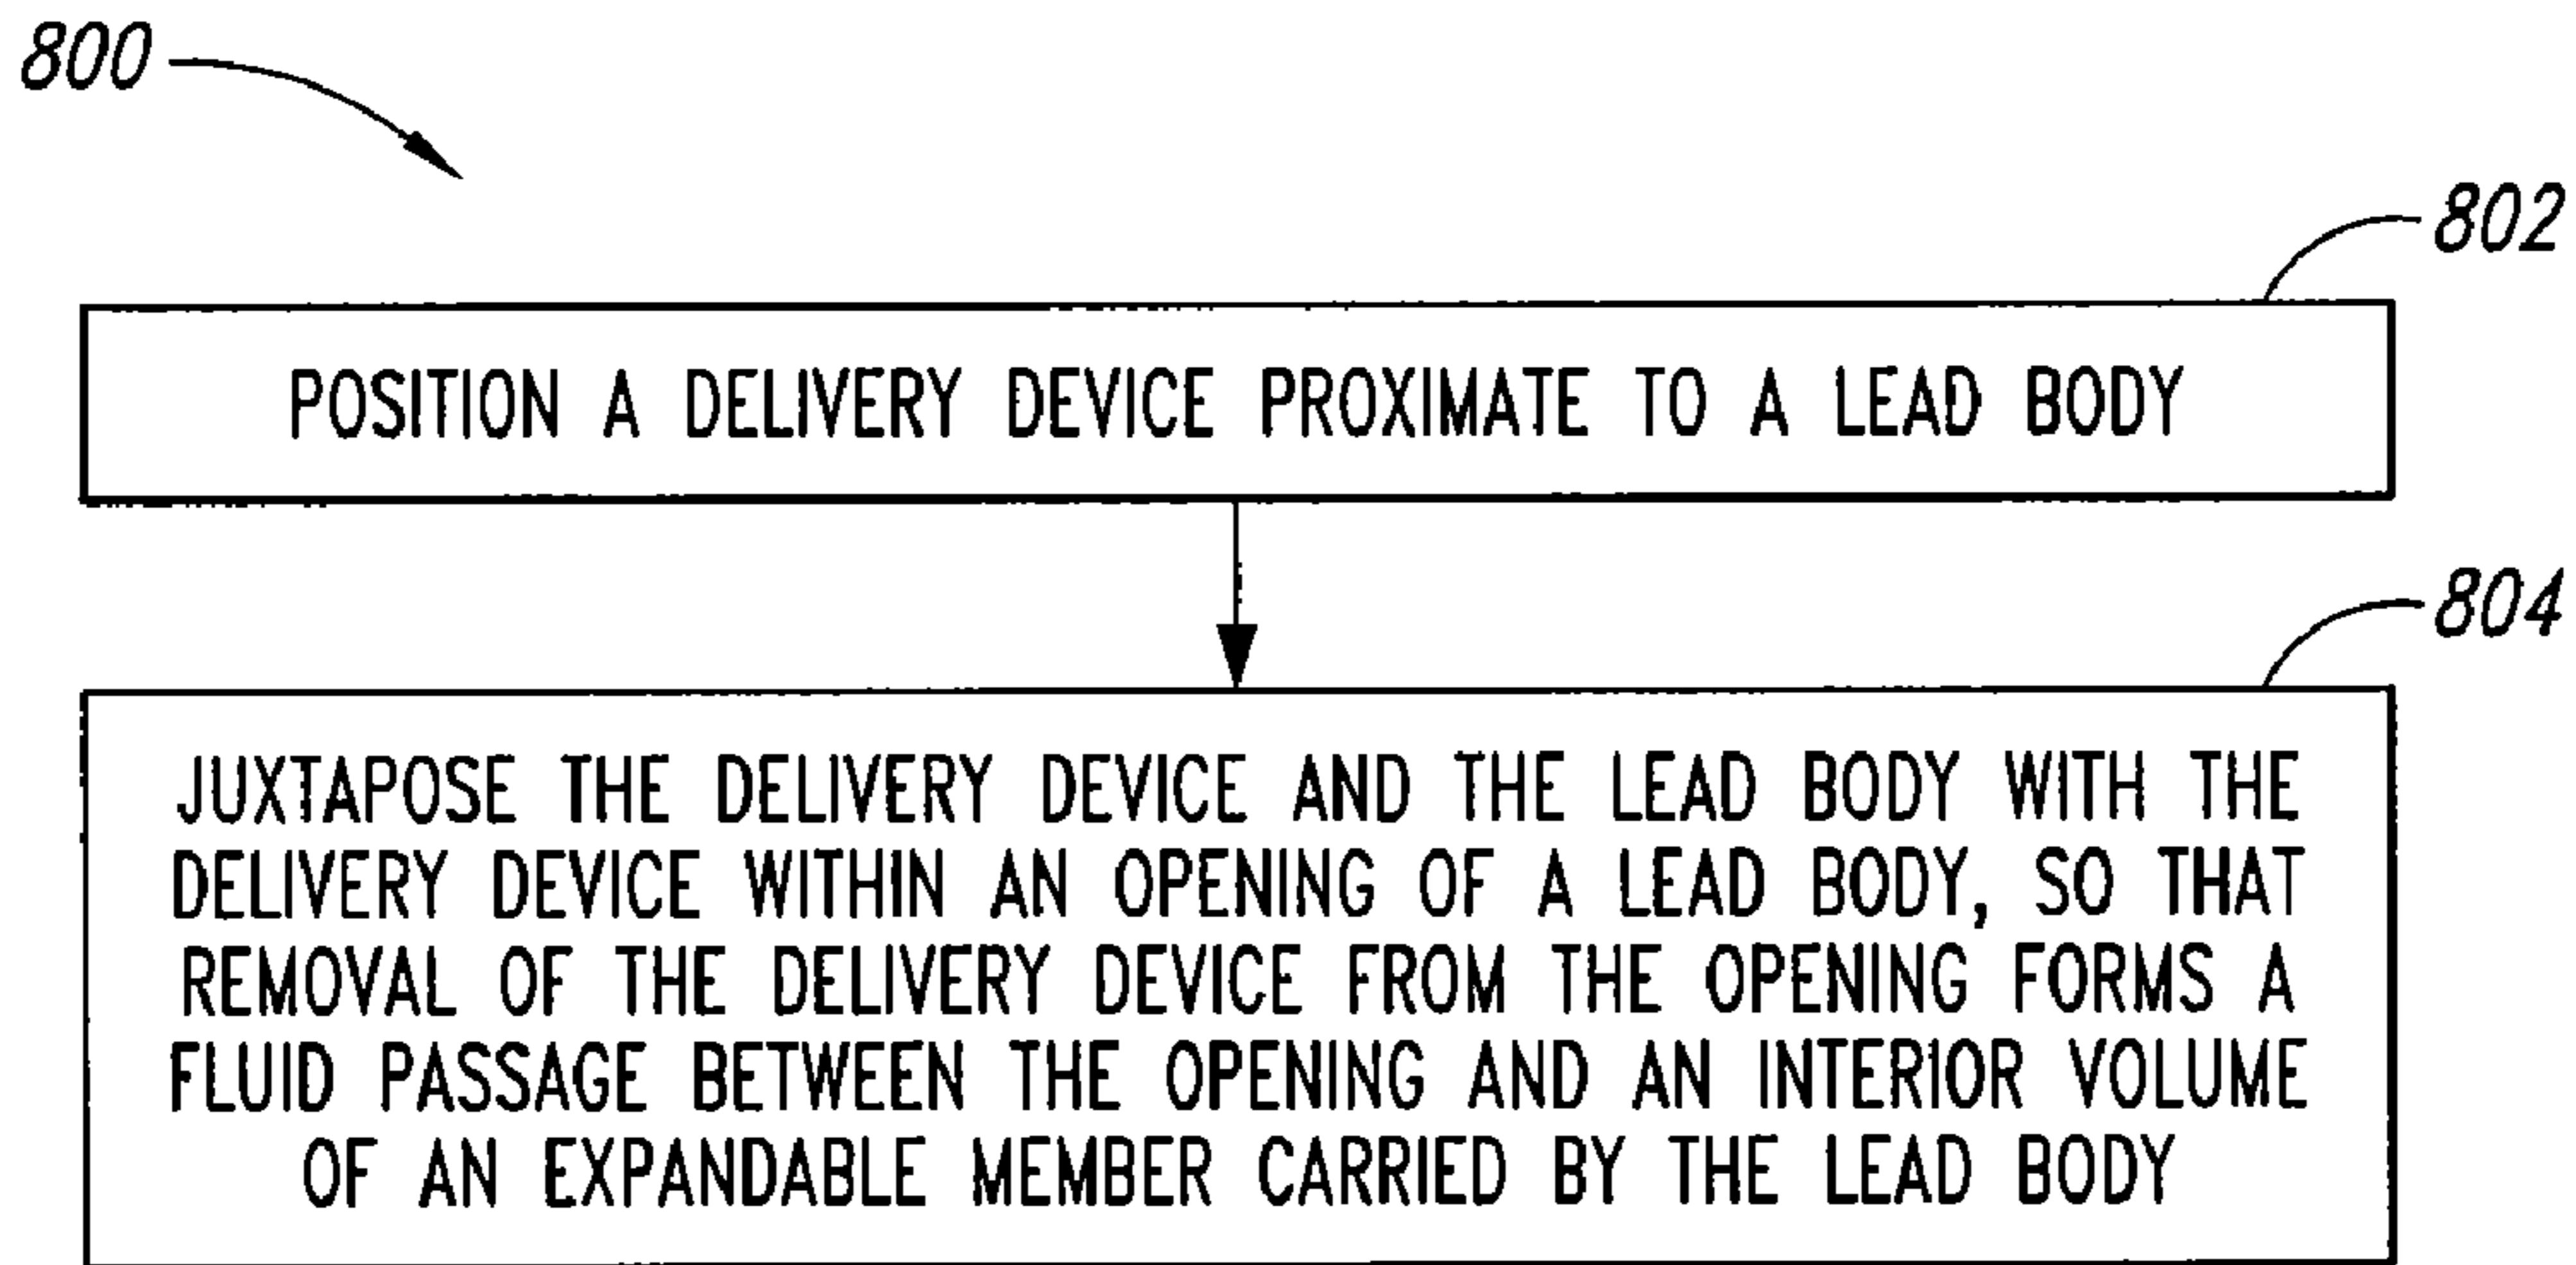 800
802
POSITION A DELIVERY DEVICE PROXIMATE TO A LEAD BODY
804
JUXTAPOSE THE DELIVERY DEVICE AND THE LEAD BODY WITH THE
DELIVERY DEVICE WITHIN AN OPENING OF A LEAD BODY, SO THAT
REMOVAL OF THE DELIVERY DEVICE FROM THE OPENING FORMS A
FLUID PASSAGE BETWEEN THE OPENING AND AN INTERIOR VOLUME
OF AN EXPANDABLE MEMBER CARRIED BY THE LEAD BODY